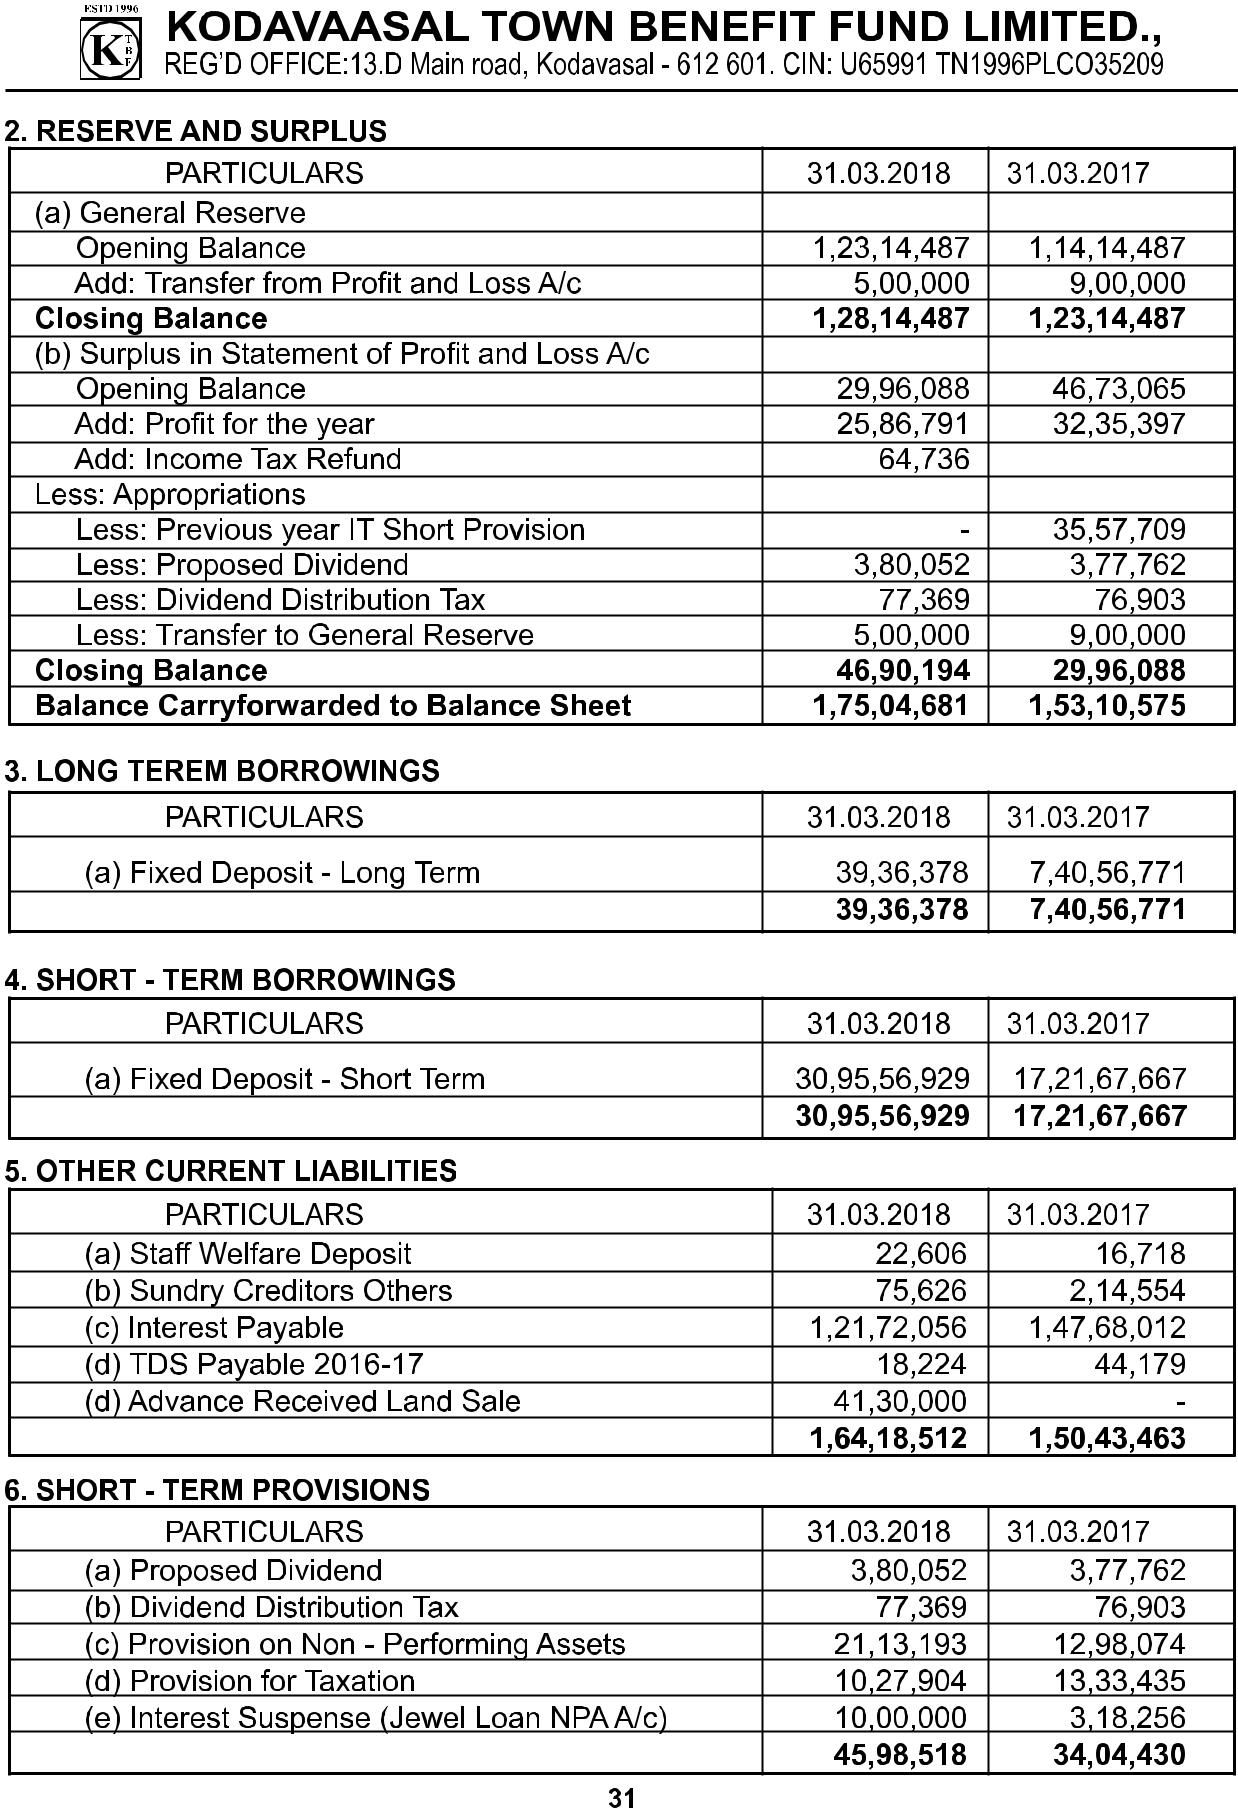 ESTD 1996
K T B F
KODAVAASAL TOWN BENEFIT FUND LIMITED.,
REG'D OFFICE:13.D Main road, Kodavasal - 612 601. CIN: U65991 TN1996PLCO35209
2. RESERVE AND SURPLUS
PARTICULARS 31.03.2018 31.03.2017
(a) General Reserve
Opening Balance 1,23,14,487 1,14,14,487
Add: Transfer from Profit and Loss A/c 5,00,000 9,00,000
Closing Balance 1,28,14,487 1,23,14,487
(b) Surplus in Statement of Profit and Loss A/c
Opening Balance 29,96,088 46,73,065
Add: Profit for the year 25,86,791 32,35,397
Add: Income Tax Refund 64,736
Less: Appropriations
Less: Previous year IT Short Provision - 35,57,709
Less: Proposed Dividend 3,80,052 3,77,762
Less: Dividend Distribution Tax 77,369 76,903
Less: Transfer to General Reserve 5,00,000 9,00,000
Closing Balance 46,90,194 29,96,088
Balance Carryforwarded to Balance Sheet 1,75,04,681 1,53,10,575
3. LONG TEREM BORROWINGS
PARTICULARS 31.03.2018 31.03.2017
(a) Fixed Deposit - Long Term 39,36,378 7,40,56,771
39,36,378 7,40,56,771
4. SHORT - TERM BORROWINGS
PARTICULARS 31.03.2018 31.03.2017
(a) Fixed Deposit - Short Term 30,95,56,929 17,21,67,667
30,95,56,929 17,21,67,667
5. OTHER CURRENT LIABILITIES
PARTICULARS 31.03.2018 31.03.2017
(a) Staff Welfare Deposit 22,606 16,718
(b) Sundry Creditors Others 75,626 2,14,554
(c) Interest Payable 1,21,72,056 1,47,68,012
(d) TDS Payable 2016-17 18,224 44,179
(d) Advance Received Land Sale 41,30,000 -
1,64,18,512 1,50,43,463
6. SHORT - TERM PROVISIONS
PARTICULARS 31.03.2018 31.03.2017
(a) Proposed Dividend 3,80,052 3,77,762
(b) Dividend Distribution Tax 77,369 76,903
(c) Provision on Non - Performing Assets 21,13,193 12,98,074
(d) Provision for Taxation 10,27,904 13,33,435
(e) Interest Suspense (Jewel Loan NPA A/c) 10,00,000 3,18,256
45,98,518 34,04,430
31